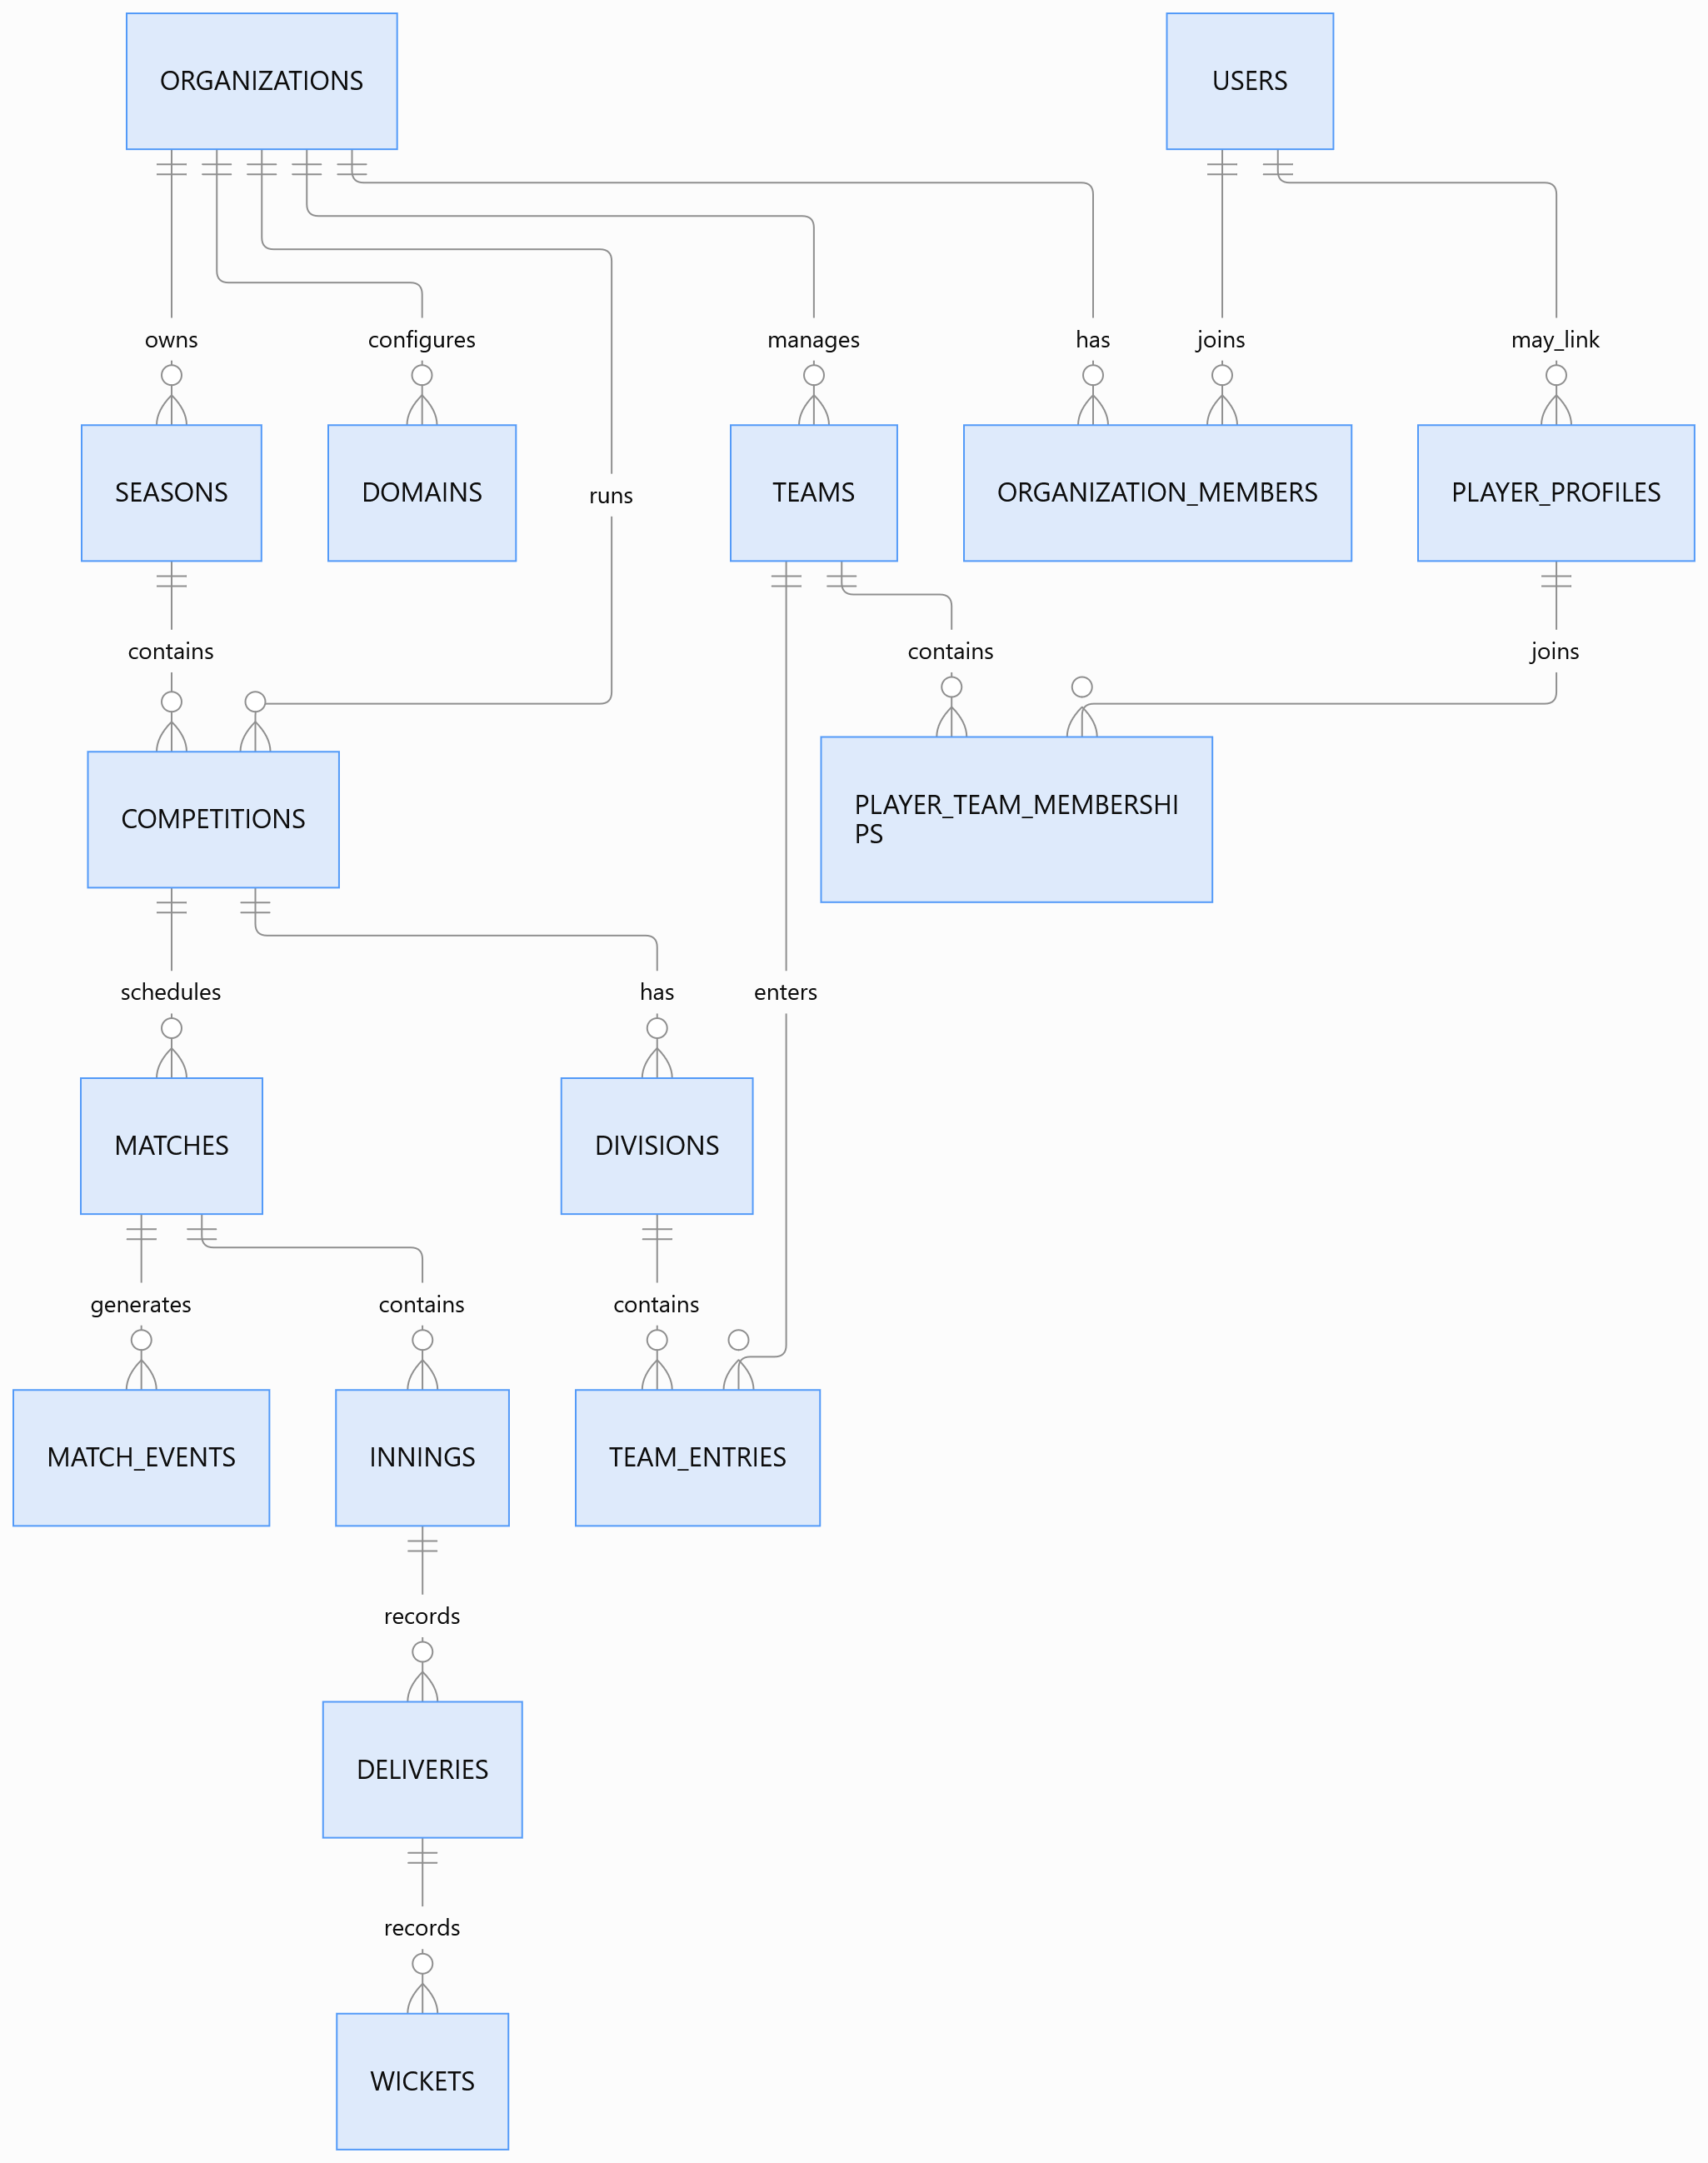 ORGANIZATIONS
USERS
owns
configures
manages
has
joins
may_link
SEASONS
DOMAINS
runs
TEAMS
ORGANIZATION_MEMBERS
PLAYER_PROFILES
contains
contains
joins
COMPETITIONS
PLAYER_TEAM_MEMBERSHI
PS
schedules
has
enters
MATCHES
DIVISIONS
generates
contains
contains
MATCH_EVENTS
INNINGS
TEAM_ENTRIES
records
DELIVERIES
records
WICKETS